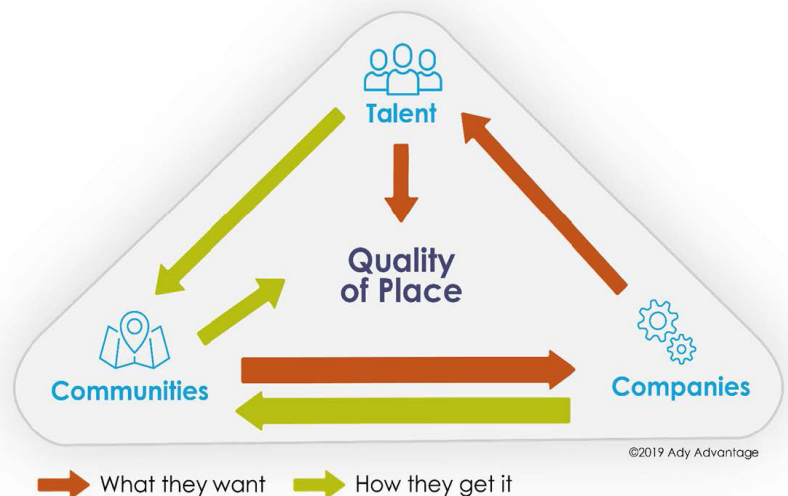 Talent
Quality
of Place
Communities
Companies
©2019 Ady Advantage
What they want
How they get it